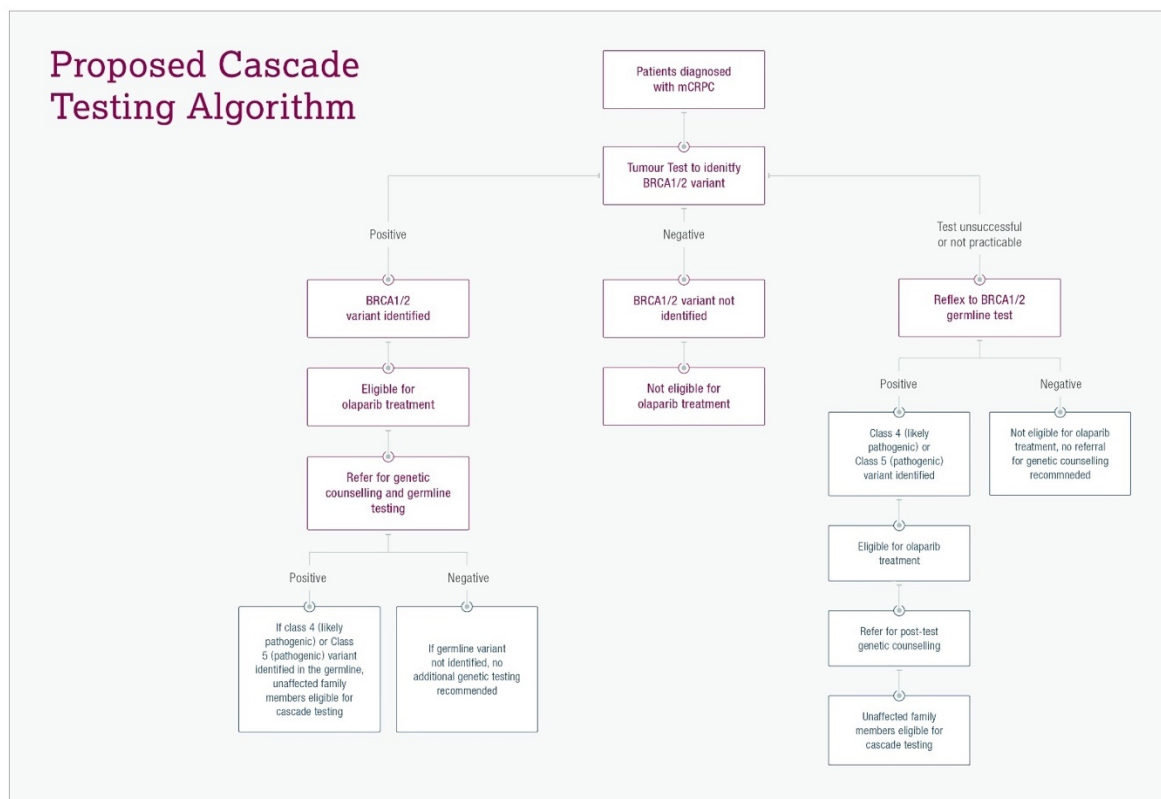 Proposed Cascade
Testing Algorithm
Patients diagnosed
with mCRPC
Tumour Test to idenitfy
BRCA1/2 variant
Positive
Negative
Test unsuccessful
or not practicable
BRCA1/2
variant identified
BRCA1/2 variant not
identified
Reflex to BRCA1/2
germline test
Eligible for
olaparib treatment
Not eligible for
olaparib treatment
Refer for genetic
counselling and germline
testing
Positive
Negative
If class 4 (likely
pathogenic) or Class
5 (pathogenic) variant
identified in the germline,
unaffected family
members eligible for
cascade testing
If germline variant
not identified, no
additional genetic testing
recommended
Positive
Negative
Class 4 (likely
pathogenic) or
Class 5 (pathogenic)
variant identified
Not eligible for olaparib
treatment, no referral
for genetic counselling
recommneded
Eligible for olaparib
treatment
Refer for post-test
genetic counselling
Unaffected family
members eligible for
cascade testing